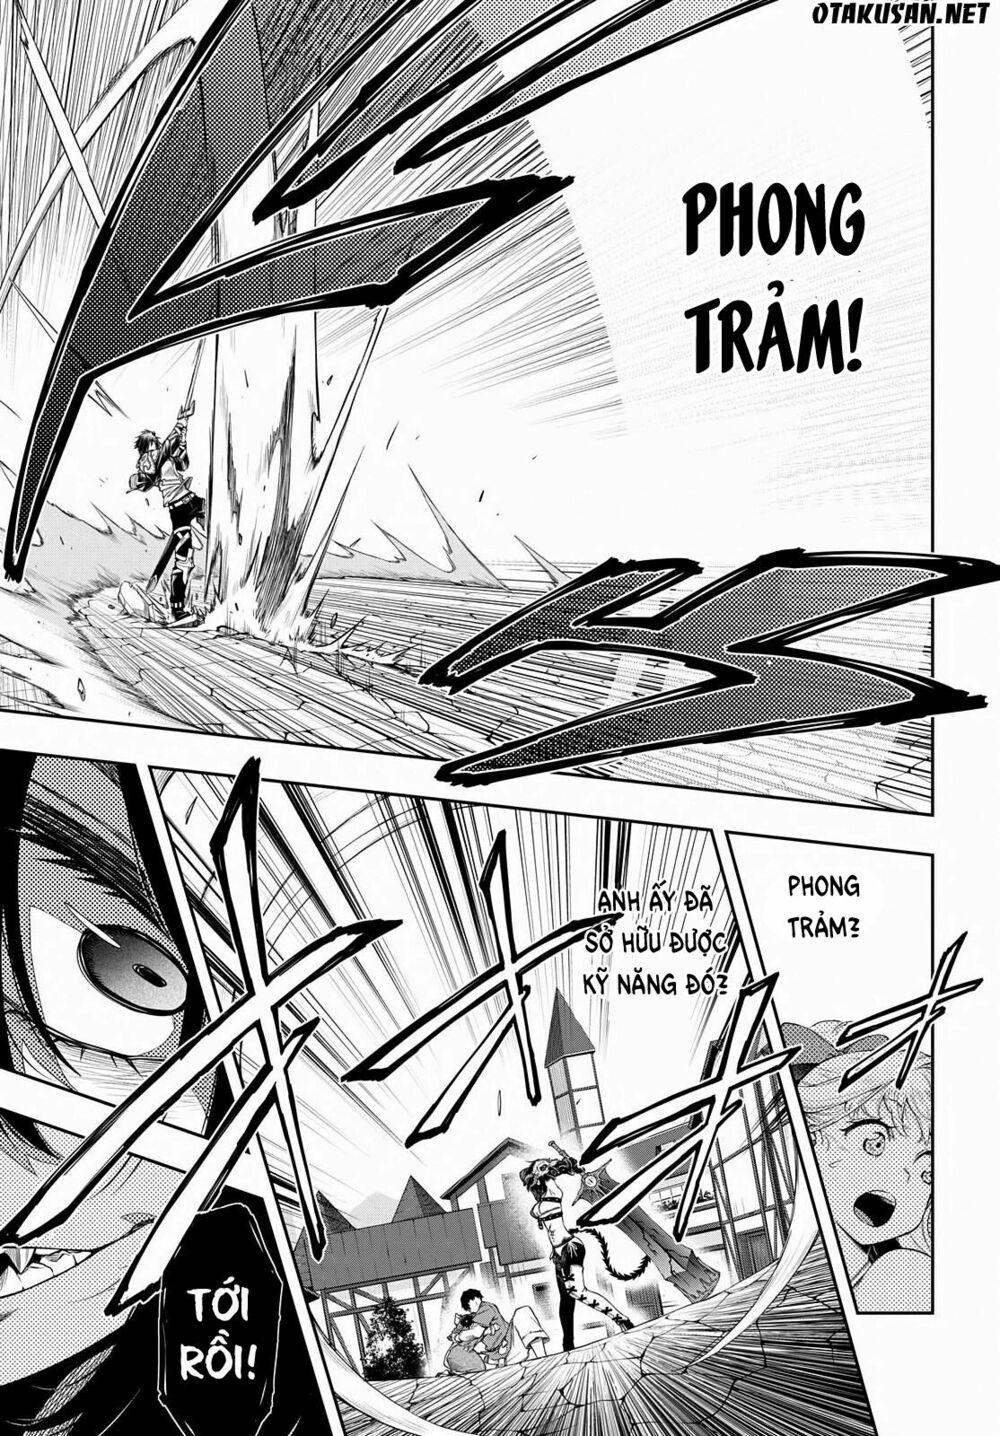 OTAKUSAN.NET
PHONG
TRẢM!
PHONG
TRẢM?
ANH ẤY ĐÃ
SỞ HỮU ĐƯỢC
KỸ NĂNG ĐÓ?
TỚI
RỒI!